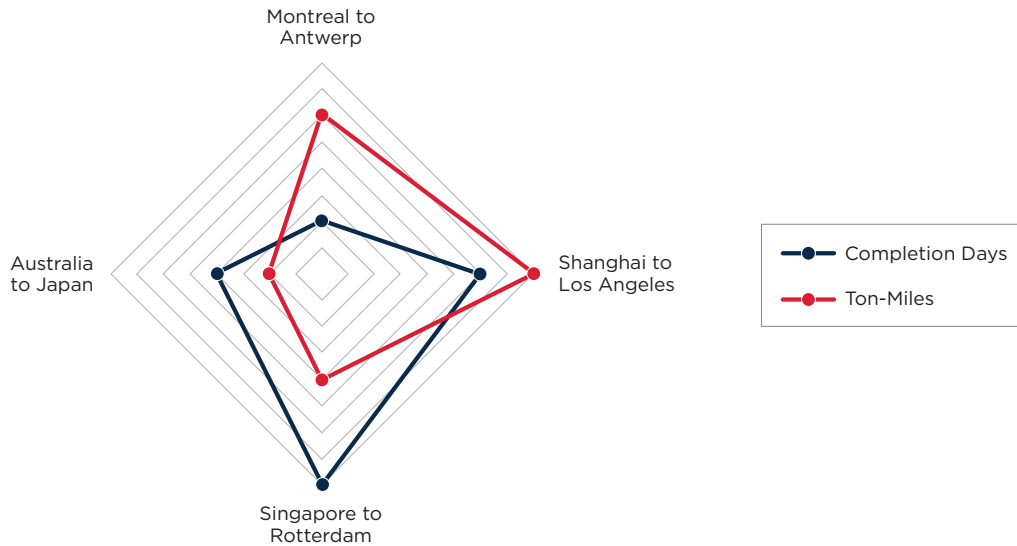 Montreal to
Antwerp
Australia
to Japan
Shanghai to
Los Angeles
Singapore to
Rotterdam
Completion Days
Ton-Miles